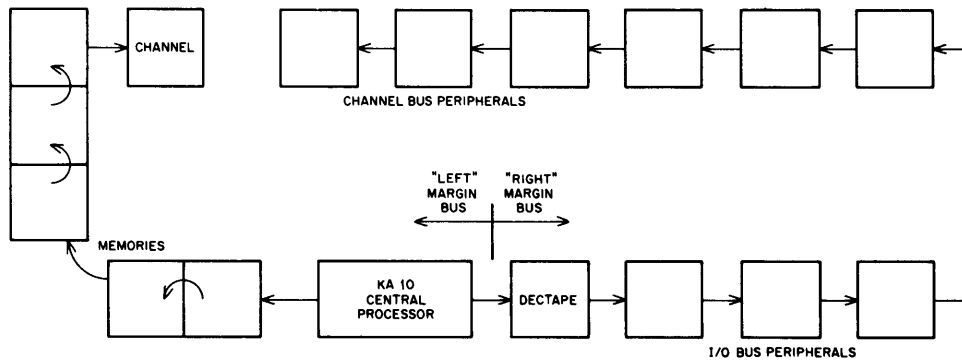 CHANNEL
CHANNEL BUS PERIPHERALS
"LEFT"
MARGIN
BUS
"RIGHT"
MARGIN
BUS
MEMORIES
KA 10
CENTRAL
PROCESSOR
DECTAPE
I/O BUS PERIPHERALS